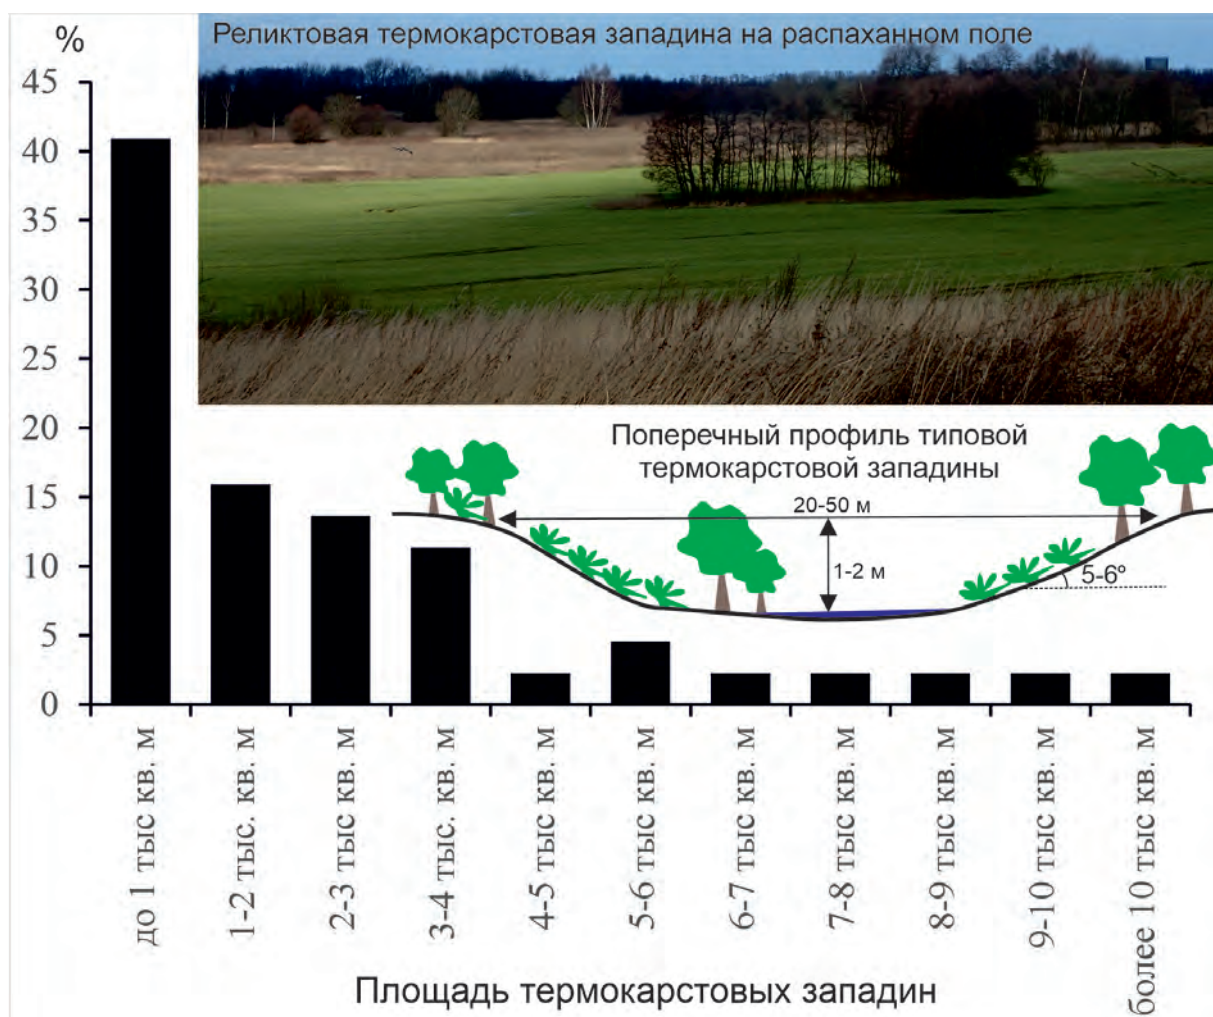 %
Реликтовая термокарстовая западина на распаханном поле
45
40
35
30
25
20
15
10
5
0
Поперечный профиль типовой
термокарстовой западины
20-50 м
1-2 м
5-6º
до 1 тыс кв. м
1-2 тыс. кв. м
2-3 тыс кв. м
3-4 тыс. кв. м
4-5 тыс кв. м
5-6 тыс кв. м
6-7 тыс кв. м
7-8 тыс кв. м
8-9 тыс кв. м
9-10 тыс кв. м
более 10 тыс кв. м
Площадь термокарстовых западин